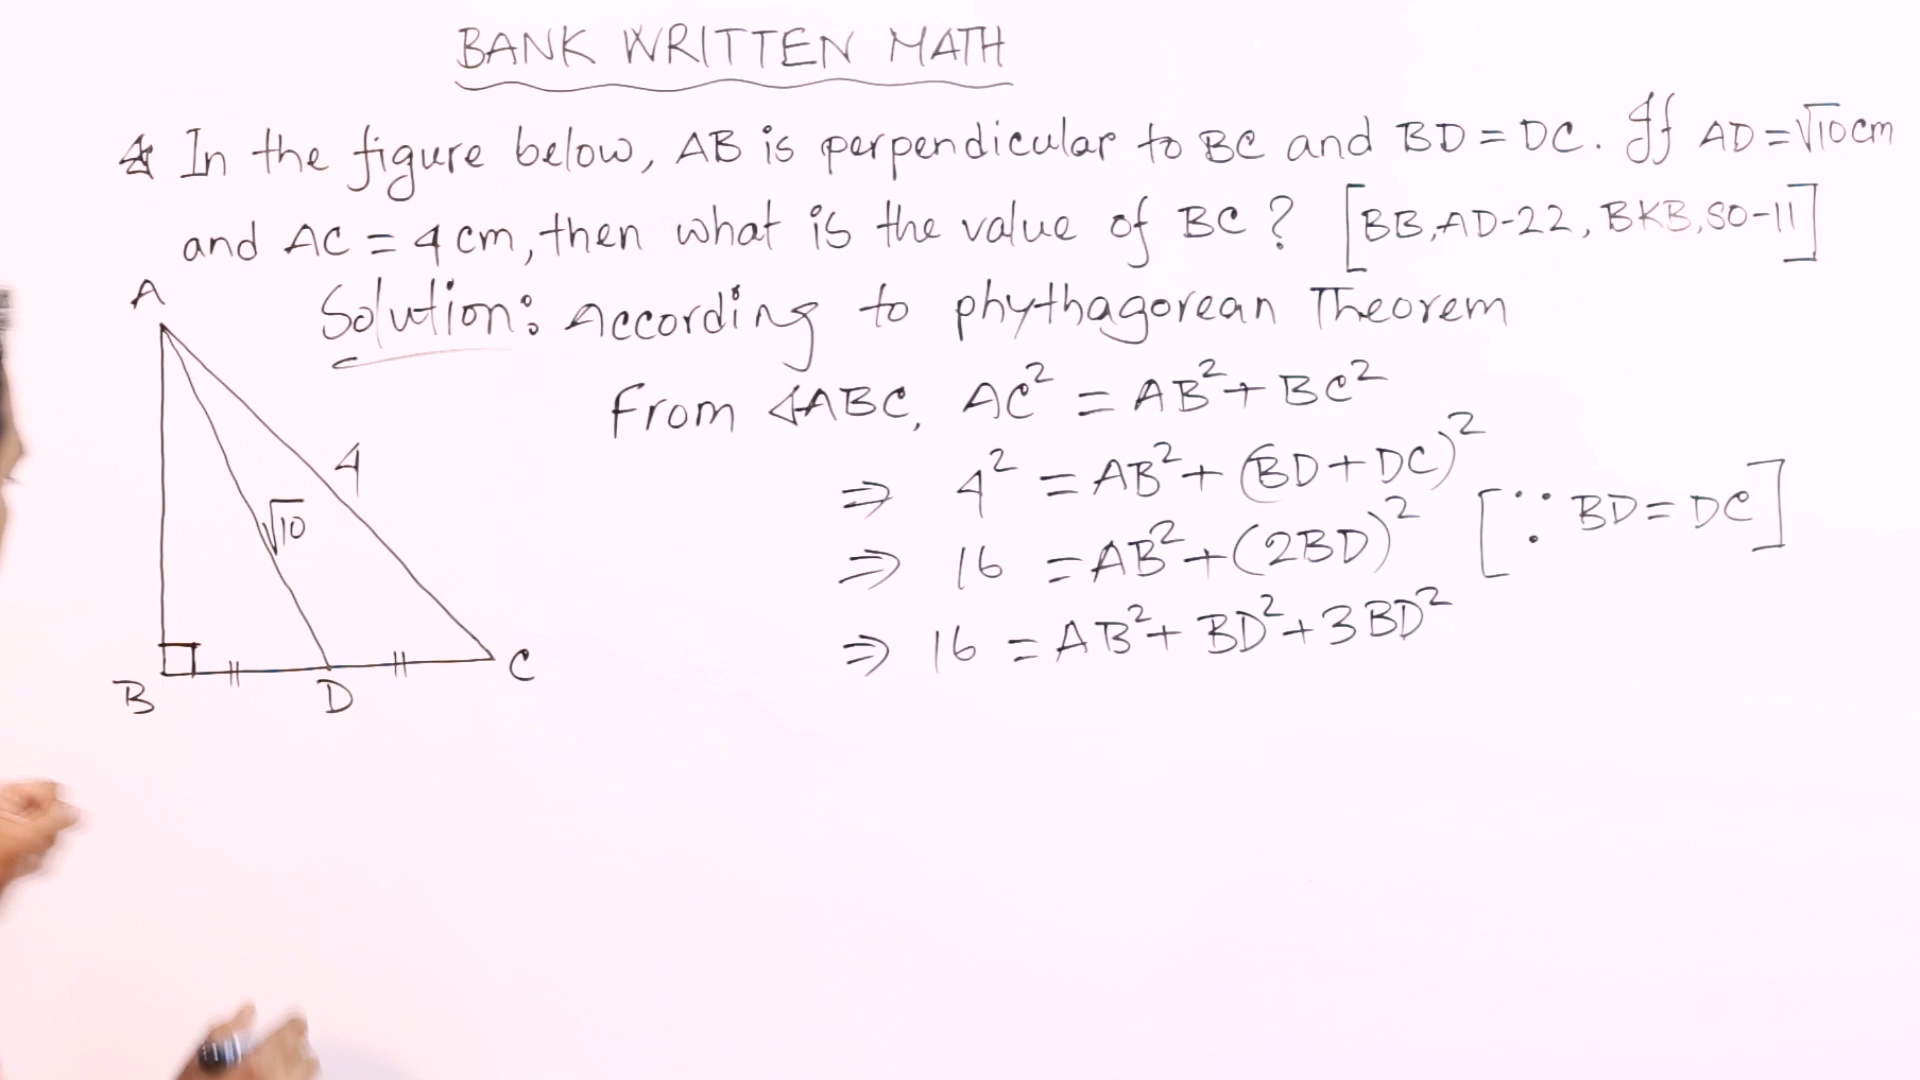 BANK WRITTEN MATH
In the figure below, AB is perpendicular to BC and BD = DC. If AD = √10 cm
and AC = 4 cm, then what is the value of BC? [BB, AD-22, BKB, SO-11]
Solution: According to phythagorean Theorem
From ∢ABC, AC² = AB² + BC²
⇒ 4² = AB² + (BD + DC)²
⇒ 16 = AB² + (2BD)² [∵ BD = DC]
⇒ 16 = AB² + BD² + 3BD²
A
4
√10
B
D
C